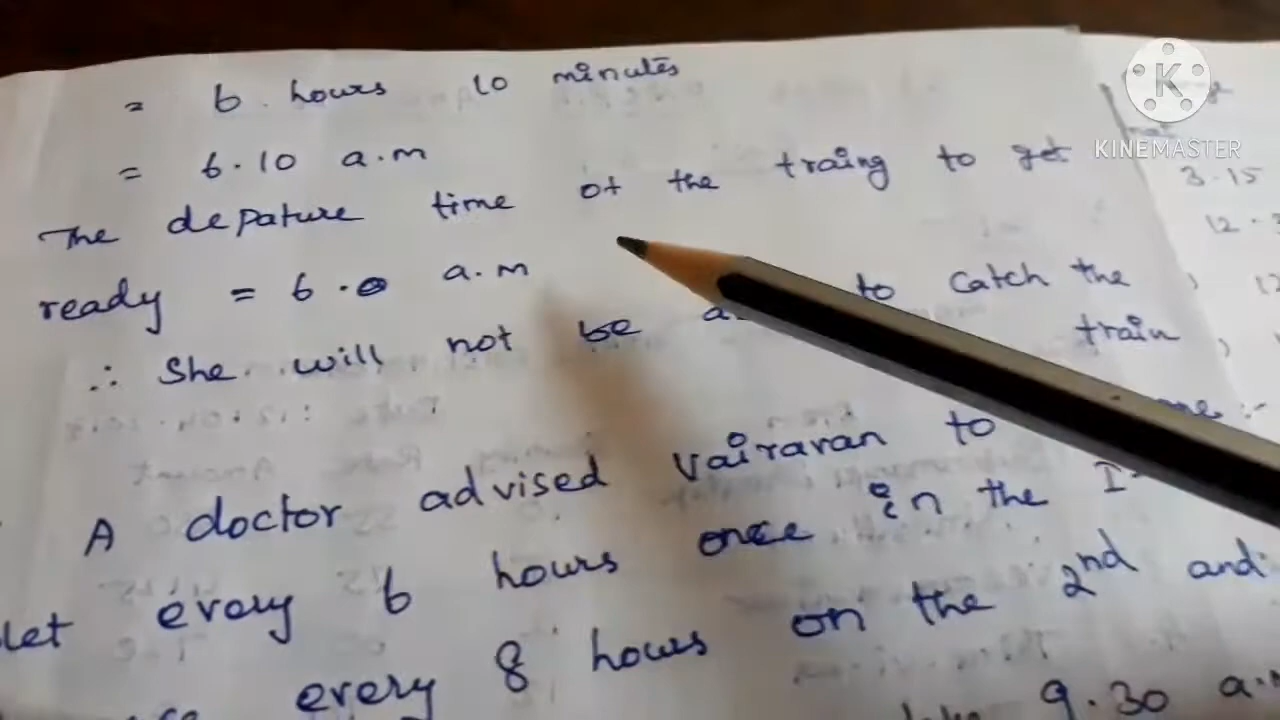 = 6 hours 10 minutes
= 6.10 a.m
The depature time of the traing to get
ready = 6.0 a.m
∴ She will not be to catch the
train
A doctor advised Vairavan to
every 6 hours once in the I
every 8 hours on the 2nd and
9.30 a.m
3.15
12.
K
KINEMASTER